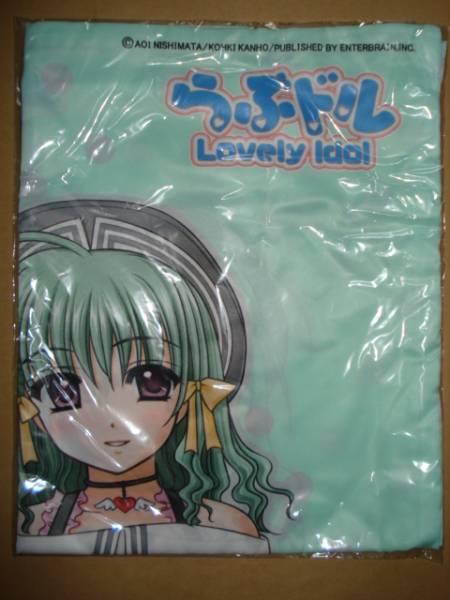 ©AOI NISHIMATA/KOHKI KANHO/PUBLISHED BY ENTERBRAIN,INC.
らぶドル
Lovely Idol